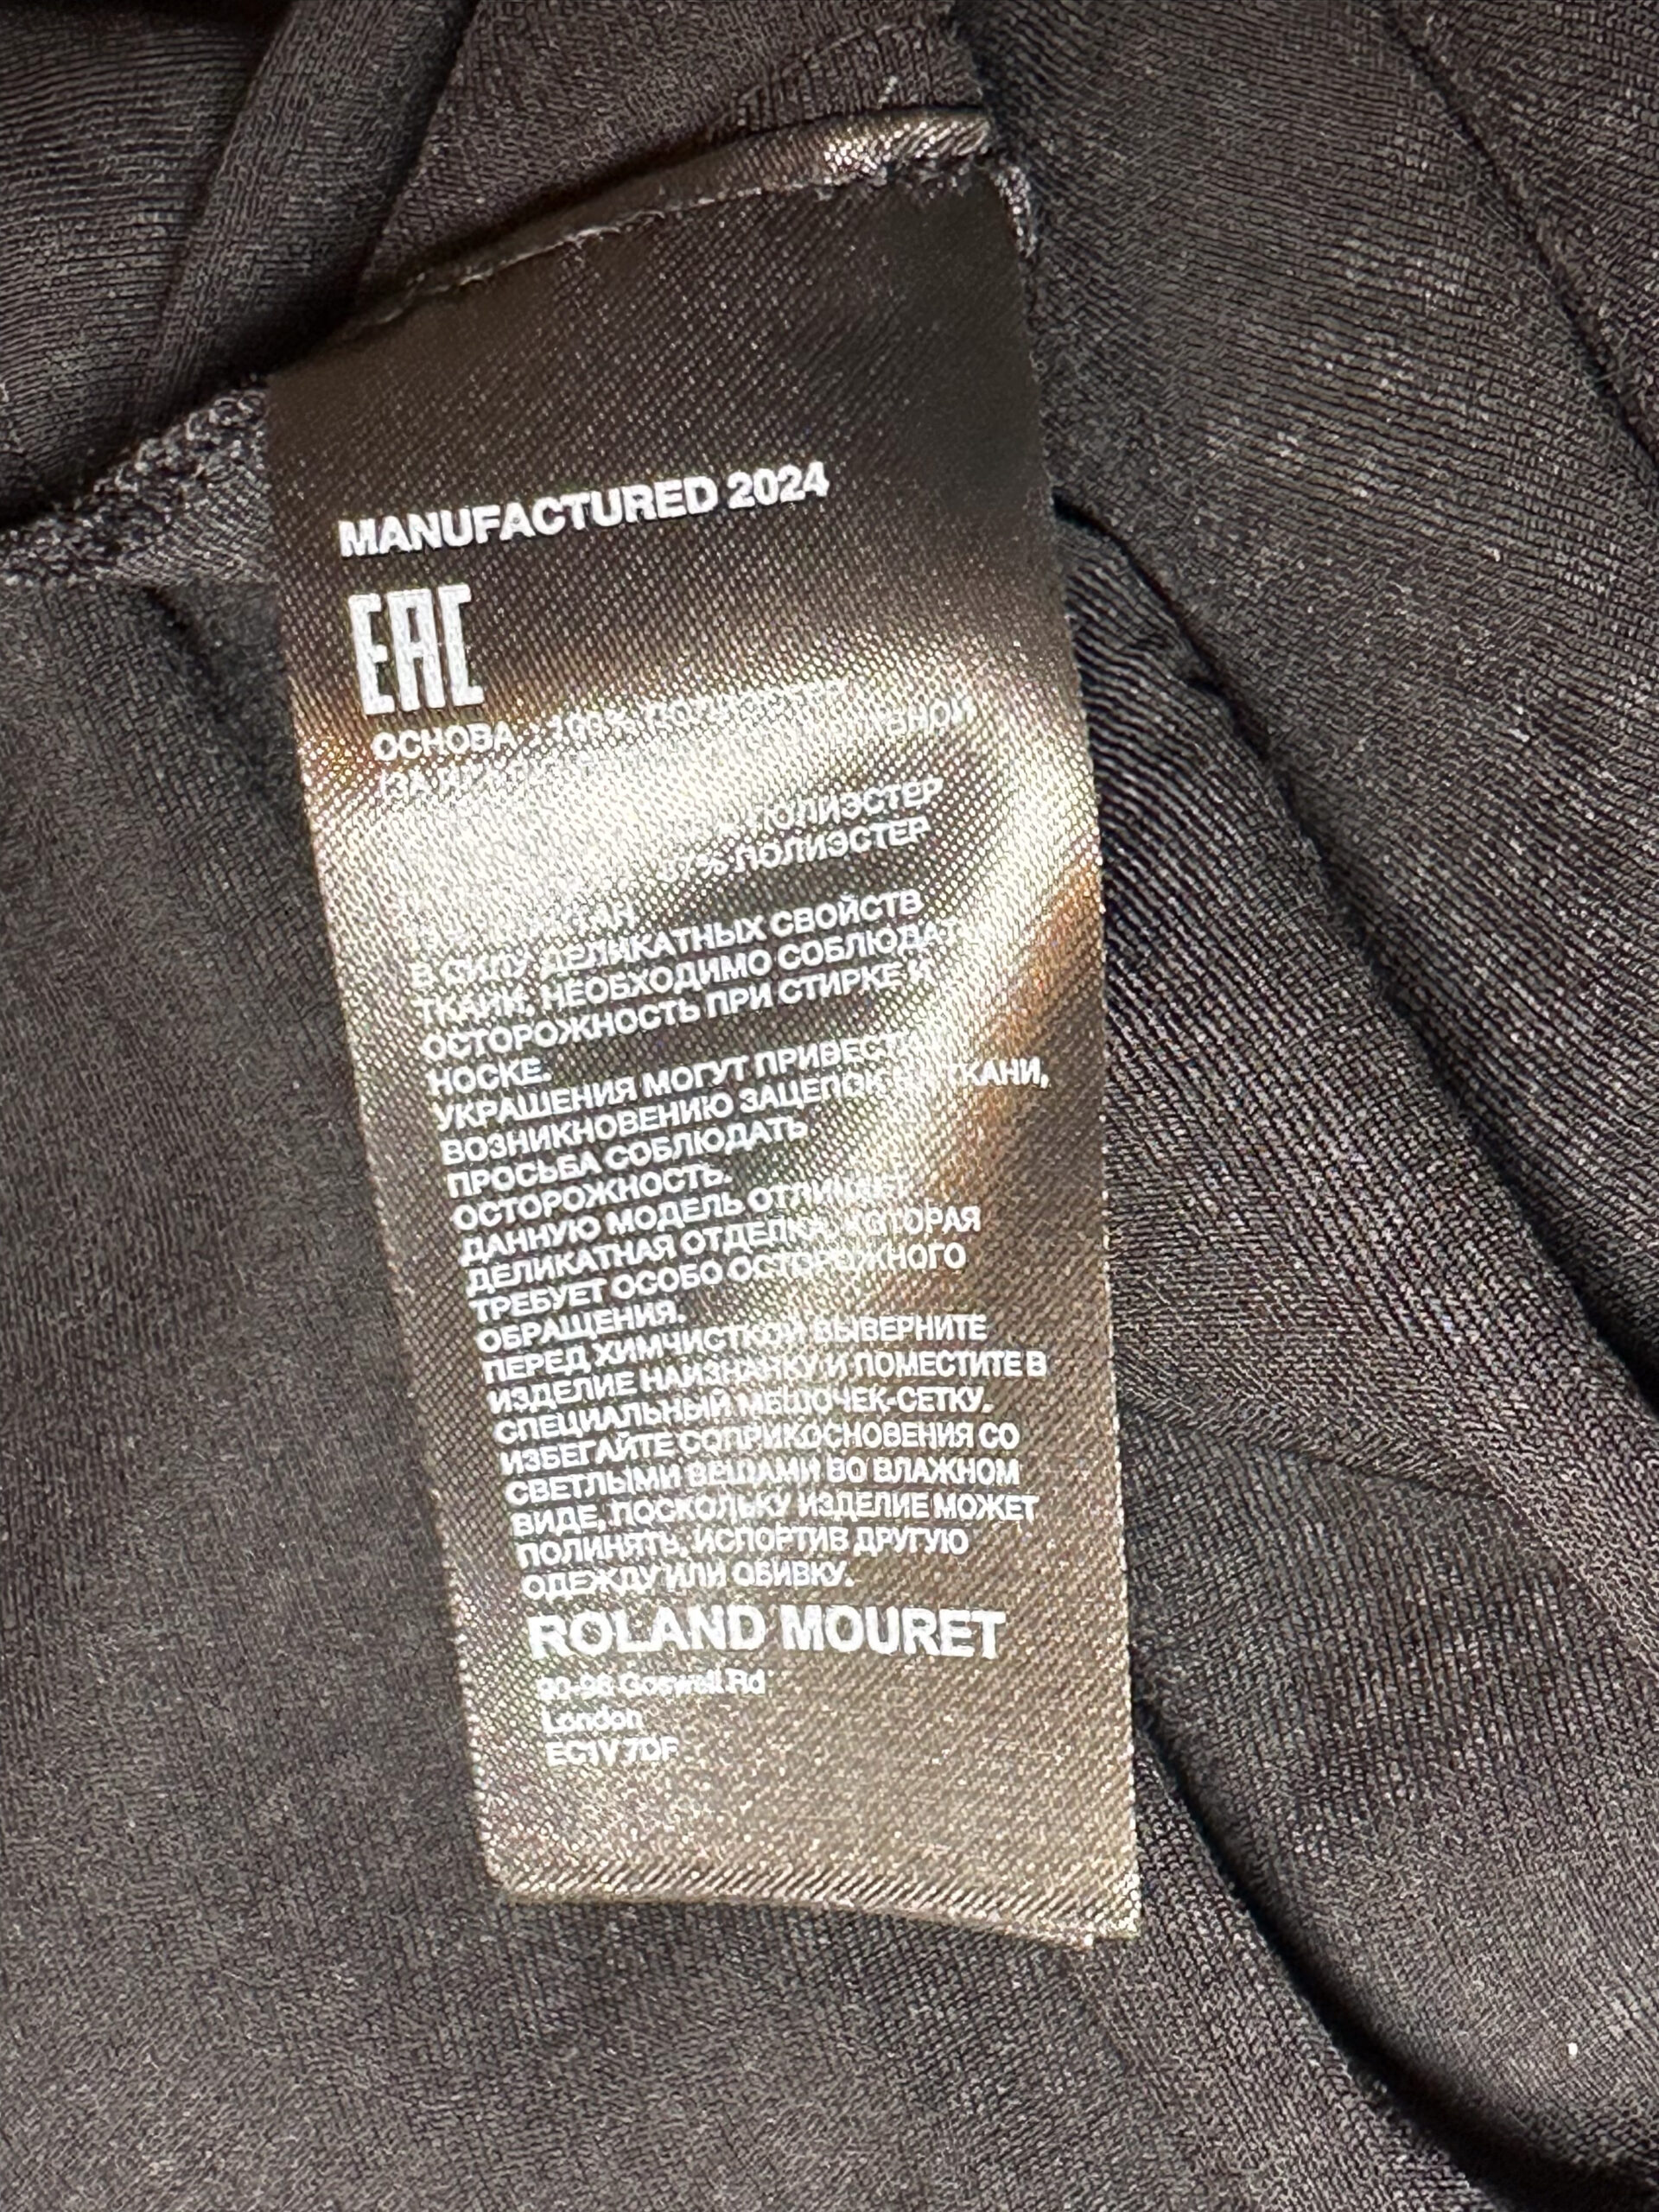 MANUFACTURED 2024
EAC
ОСНОВА : 100%
ПОЛИЭСТЕР
ПОЛИЭСТЕР
В СИЛУ ДЕЛИКАТНЫХ СВОЙСТВ
ТКАНИ, НЕОБХОДИМО
ОСТОРОЖНОСТЬ ПРИ СТИРКЕ И
НОСКЕ.
УКРАШЕНИЯ МОГУТ ПРИВЕСТИ
ВОЗНИКНОВЕНИЮ ЗАЦЕПОК ТКАНИ,
ПРОСЬБА СОБЛЮДАТЬ
ОСТОРОЖНОСТЬ.
ДАННУЮ МОДЕЛЬ ОТЛИЧАЕТ
ДЕЛИКАТНАЯ ОТДЕЛКА, КОТОРАЯ
ТРЕБУЕТ ОСОБО ОСТОРОЖНОГО
ОБРАЩЕНИЯ.
ПЕРЕД ХИМЧИСТКОЙ ВЫВЕРНИТЕ
ИЗДЕЛИЕ НАИЗНАНКУ И ПОМЕСТИТЕ В
СПЕЦИАЛЬНЫЙ МЕШОЧЕК-СЕТКУ.
ИЗБЕГАЙТЕ СОПРИКОСНОВЕНИЯ СО
СВЕТЛЫМИ ВЕЩАМИ ВО ВЛАЖНОМ
ВИДЕ, ПОСКОЛЬКУ ИЗДЕЛИЕ МОЖЕТ
ПОЛИНЯТЬ, ИСПОРТИВ ДРУГУЮ
ОДЕЖДУ ИЛИ ОБИВКУ.
ROLAND MOURET
Goswell Rd
London
EC1V 7DF